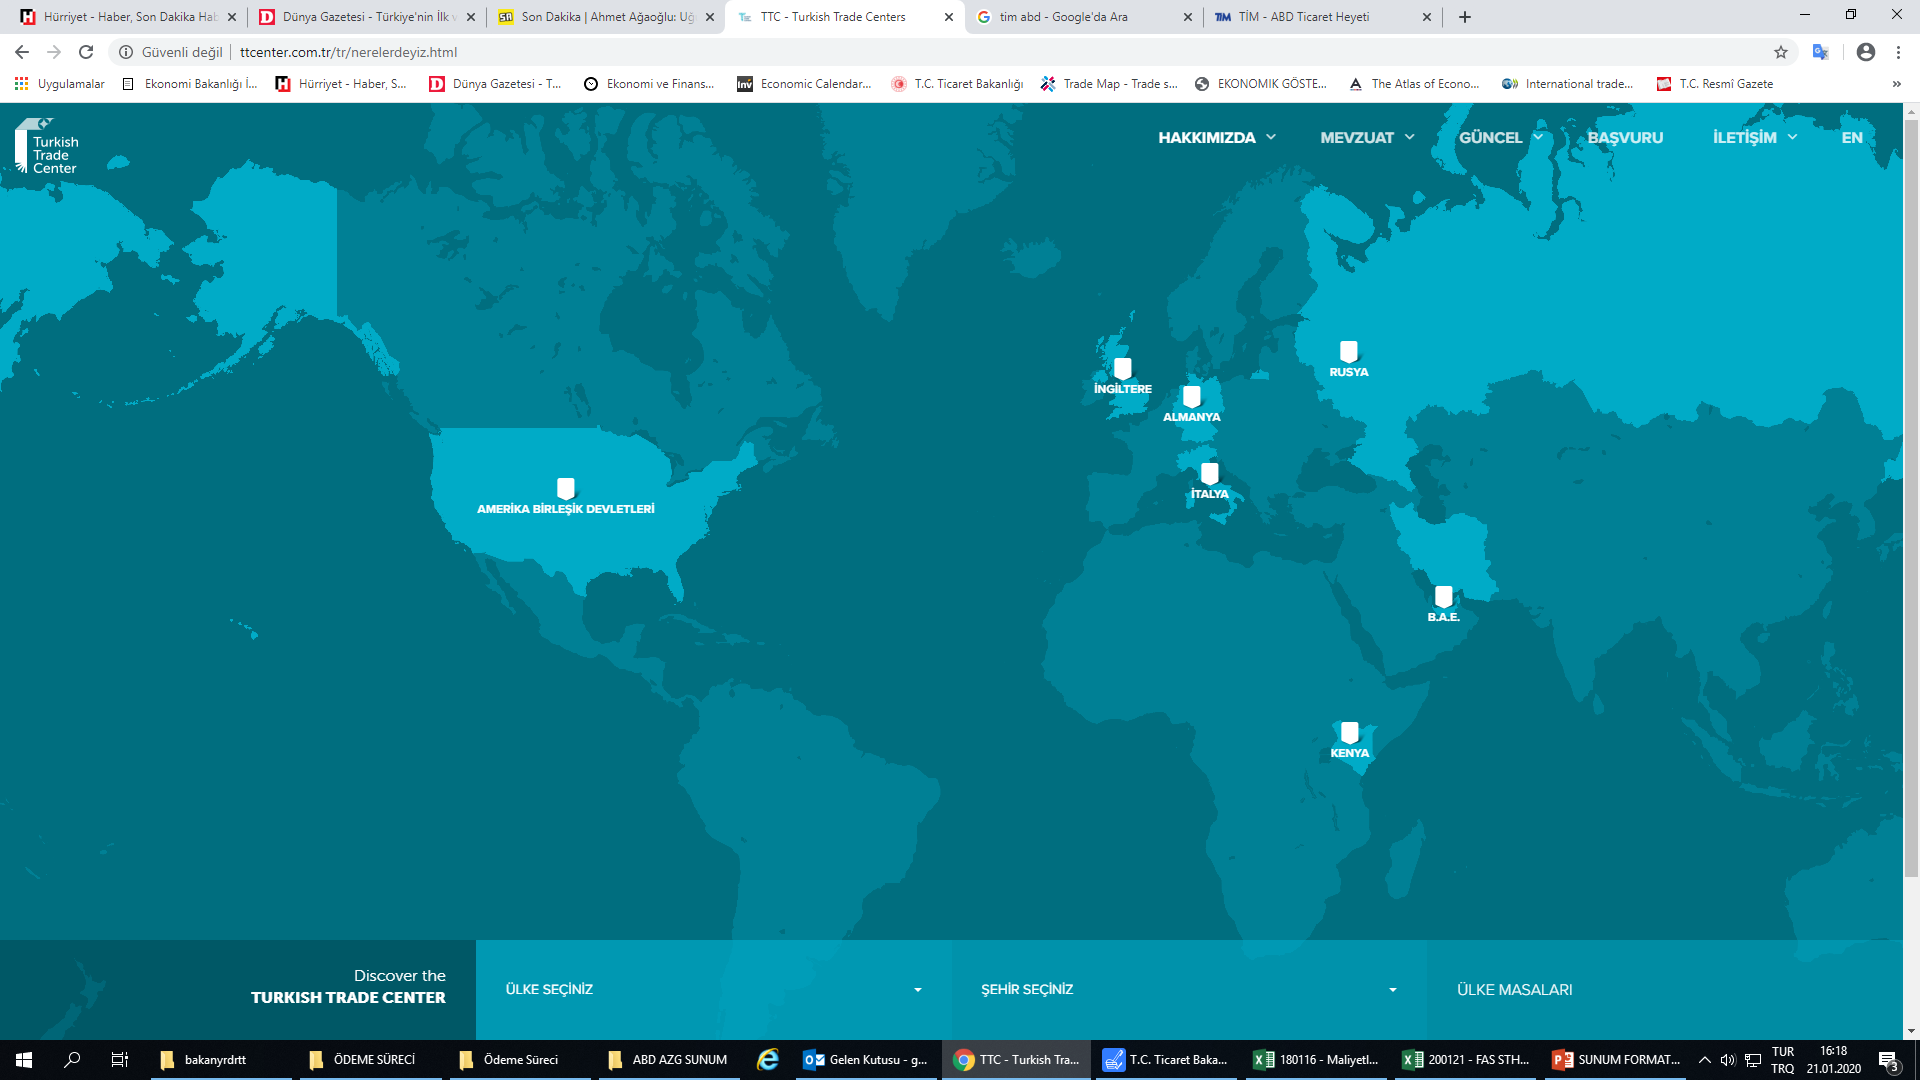 Hürriyet - Haber, Son Dakika Hab
Dünya Gazetesi - Türkiye'nin İlk v
Son Dakika | Ahmet Ağaoğlu: Uğ
TTC - Turkish Trade Centers
tim abd - Google'da Ara
TİM - ABD Ticaret Heyeti
Güvenli değil
ttcenter.com.tr/tr/nerelerdeyiz.html
Uygulamalar
Ekonomi Bakanlığı İ...
Hürriyet - Haber, S...
Dünya Gazetesi - T...
Ekonomi ve Finans...
Economic Calendar...
T.C. Ticaret Bakanlığı
Trade Map - Trade s...
EKONOMIK GÖSTE...
The Atlas of Econo...
International trade...
T.C. Resmî Gazete
Turkish
Trade
Center
HAKKIMIZDA
MEVZUAT
GÜNCEL
BAŞVURU
İLETİŞİM
EN
RUSYA
İNGİLTERE
ALMANYA
İTALYA
AMERİKA BİRLEŞİK DEVLETLERİ
B.A.E.
KENYA
Discover the
TURKISH TRADE CENTER
ÜLKE SEÇİNİZ
ŞEHİR SEÇİNİZ
ÜLKE MASALARI
bakanyrdrtt
ÖDEME SÜRECİ
Ödeme Süreci
ABD AZG SUNUM
Gelen Kutusu - g...
TTC - Turkish Tra...
T.C. Ticaret Baka...
180116 - Maliyetl...
200121 - FAS STH...
SUNUM FORMAT...
TUR
TRQ
16:18
21.01.2020
3